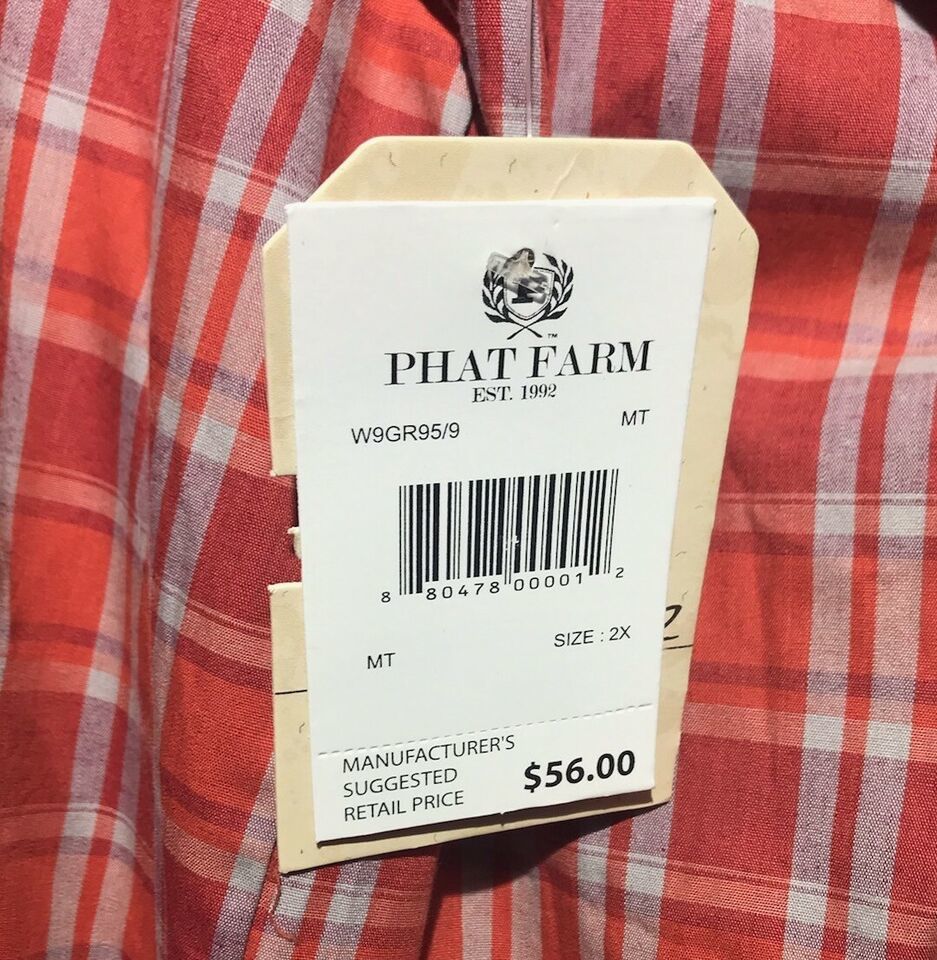 TM
PHAT FARM
EST. 1992
W9GR95/9 MT
8 80478 00001 2
SIZE : 2X
MT
MANUFACTURER'S
SUGGESTED
RETAIL PRICE
$56.00